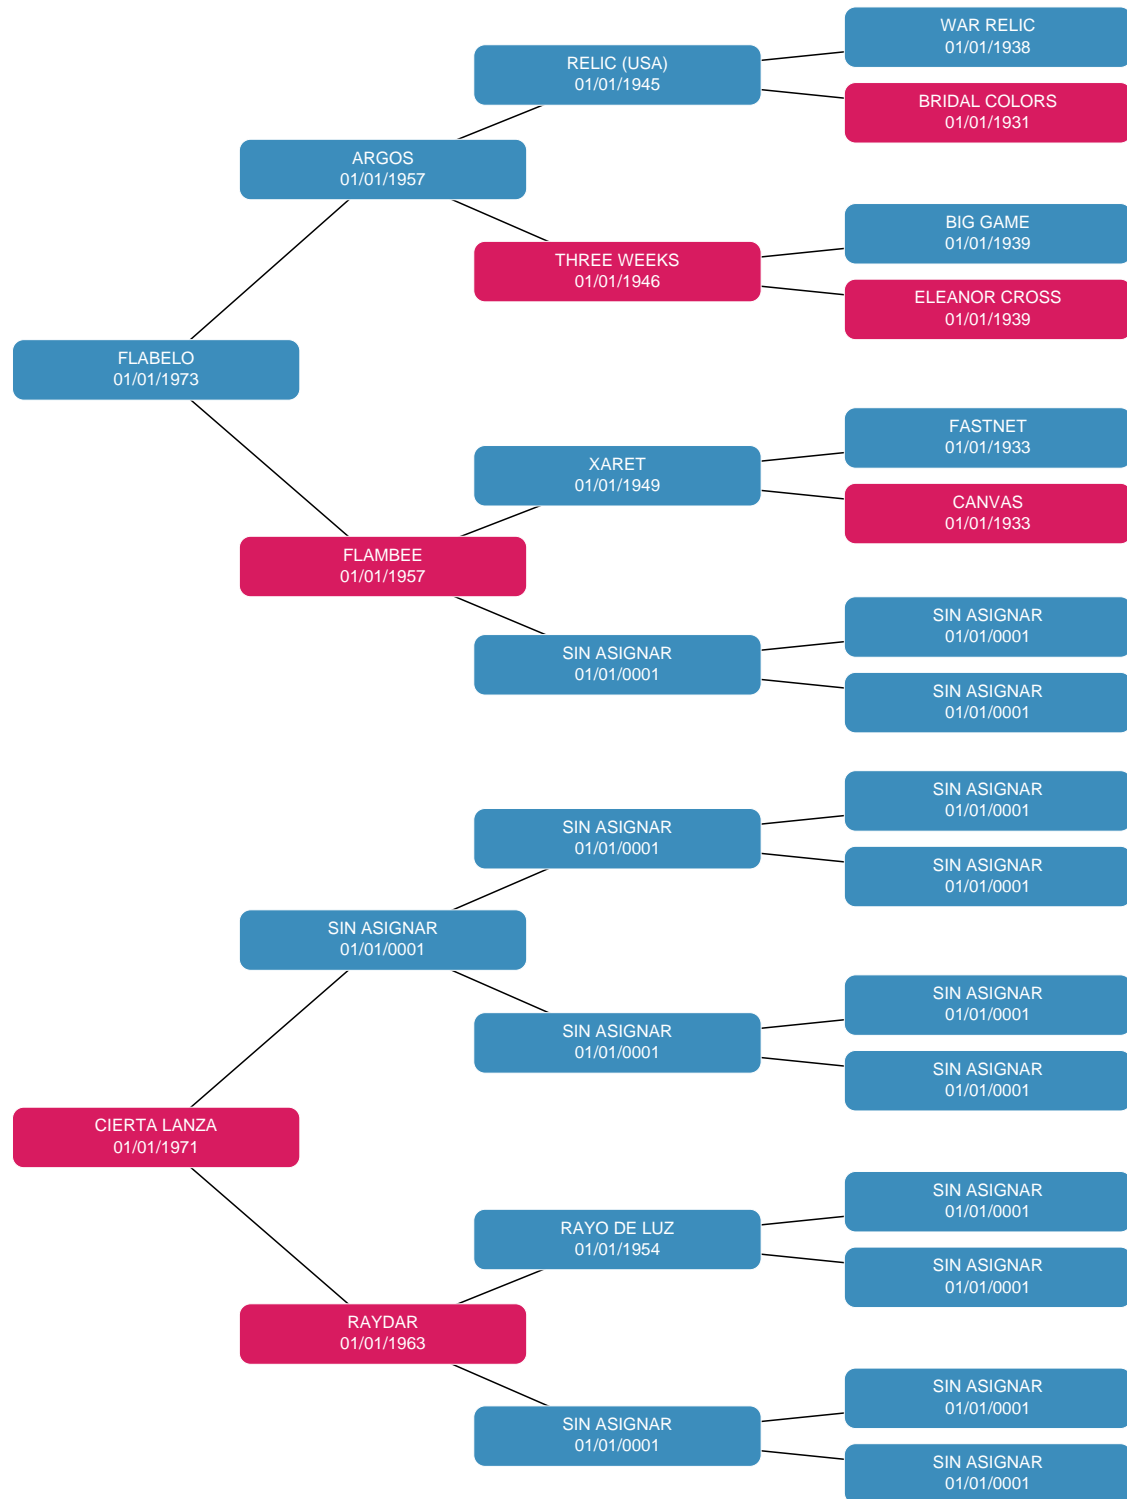 WAR RELIC
01/01/1938
RELIC (USA)
01/01/1945
BRIDAL COLORS
01/01/1931
ARGOS
01/01/1957
BIG GAME
01/01/1939
THREE WEEKS
01/01/1946
ELEANOR CROSS
01/01/1939
FLABELO
01/01/1973
FASTNET
01/01/1933
XARET
01/01/1949
CANVAS
01/01/1933
FLAMBEE
01/01/1957
SIN ASIGNAR
01/01/0001
SIN ASIGNAR
01/01/0001
SIN ASIGNAR
01/01/0001
SIN ASIGNAR
01/01/0001
SIN ASIGNAR
01/01/0001
SIN ASIGNAR
01/01/0001
SIN ASIGNAR
01/01/0001
SIN ASIGNAR
01/01/0001
SIN ASIGNAR
01/01/0001
SIN ASIGNAR
01/01/0001
CIERTA LANZA
01/01/1971
SIN ASIGNAR
01/01/0001
RAYO DE LUZ
01/01/1954
SIN ASIGNAR
01/01/0001
RAYDAR
01/01/1963
SIN ASIGNAR
01/01/0001
SIN ASIGNAR
01/01/0001
SIN ASIGNAR
01/01/0001